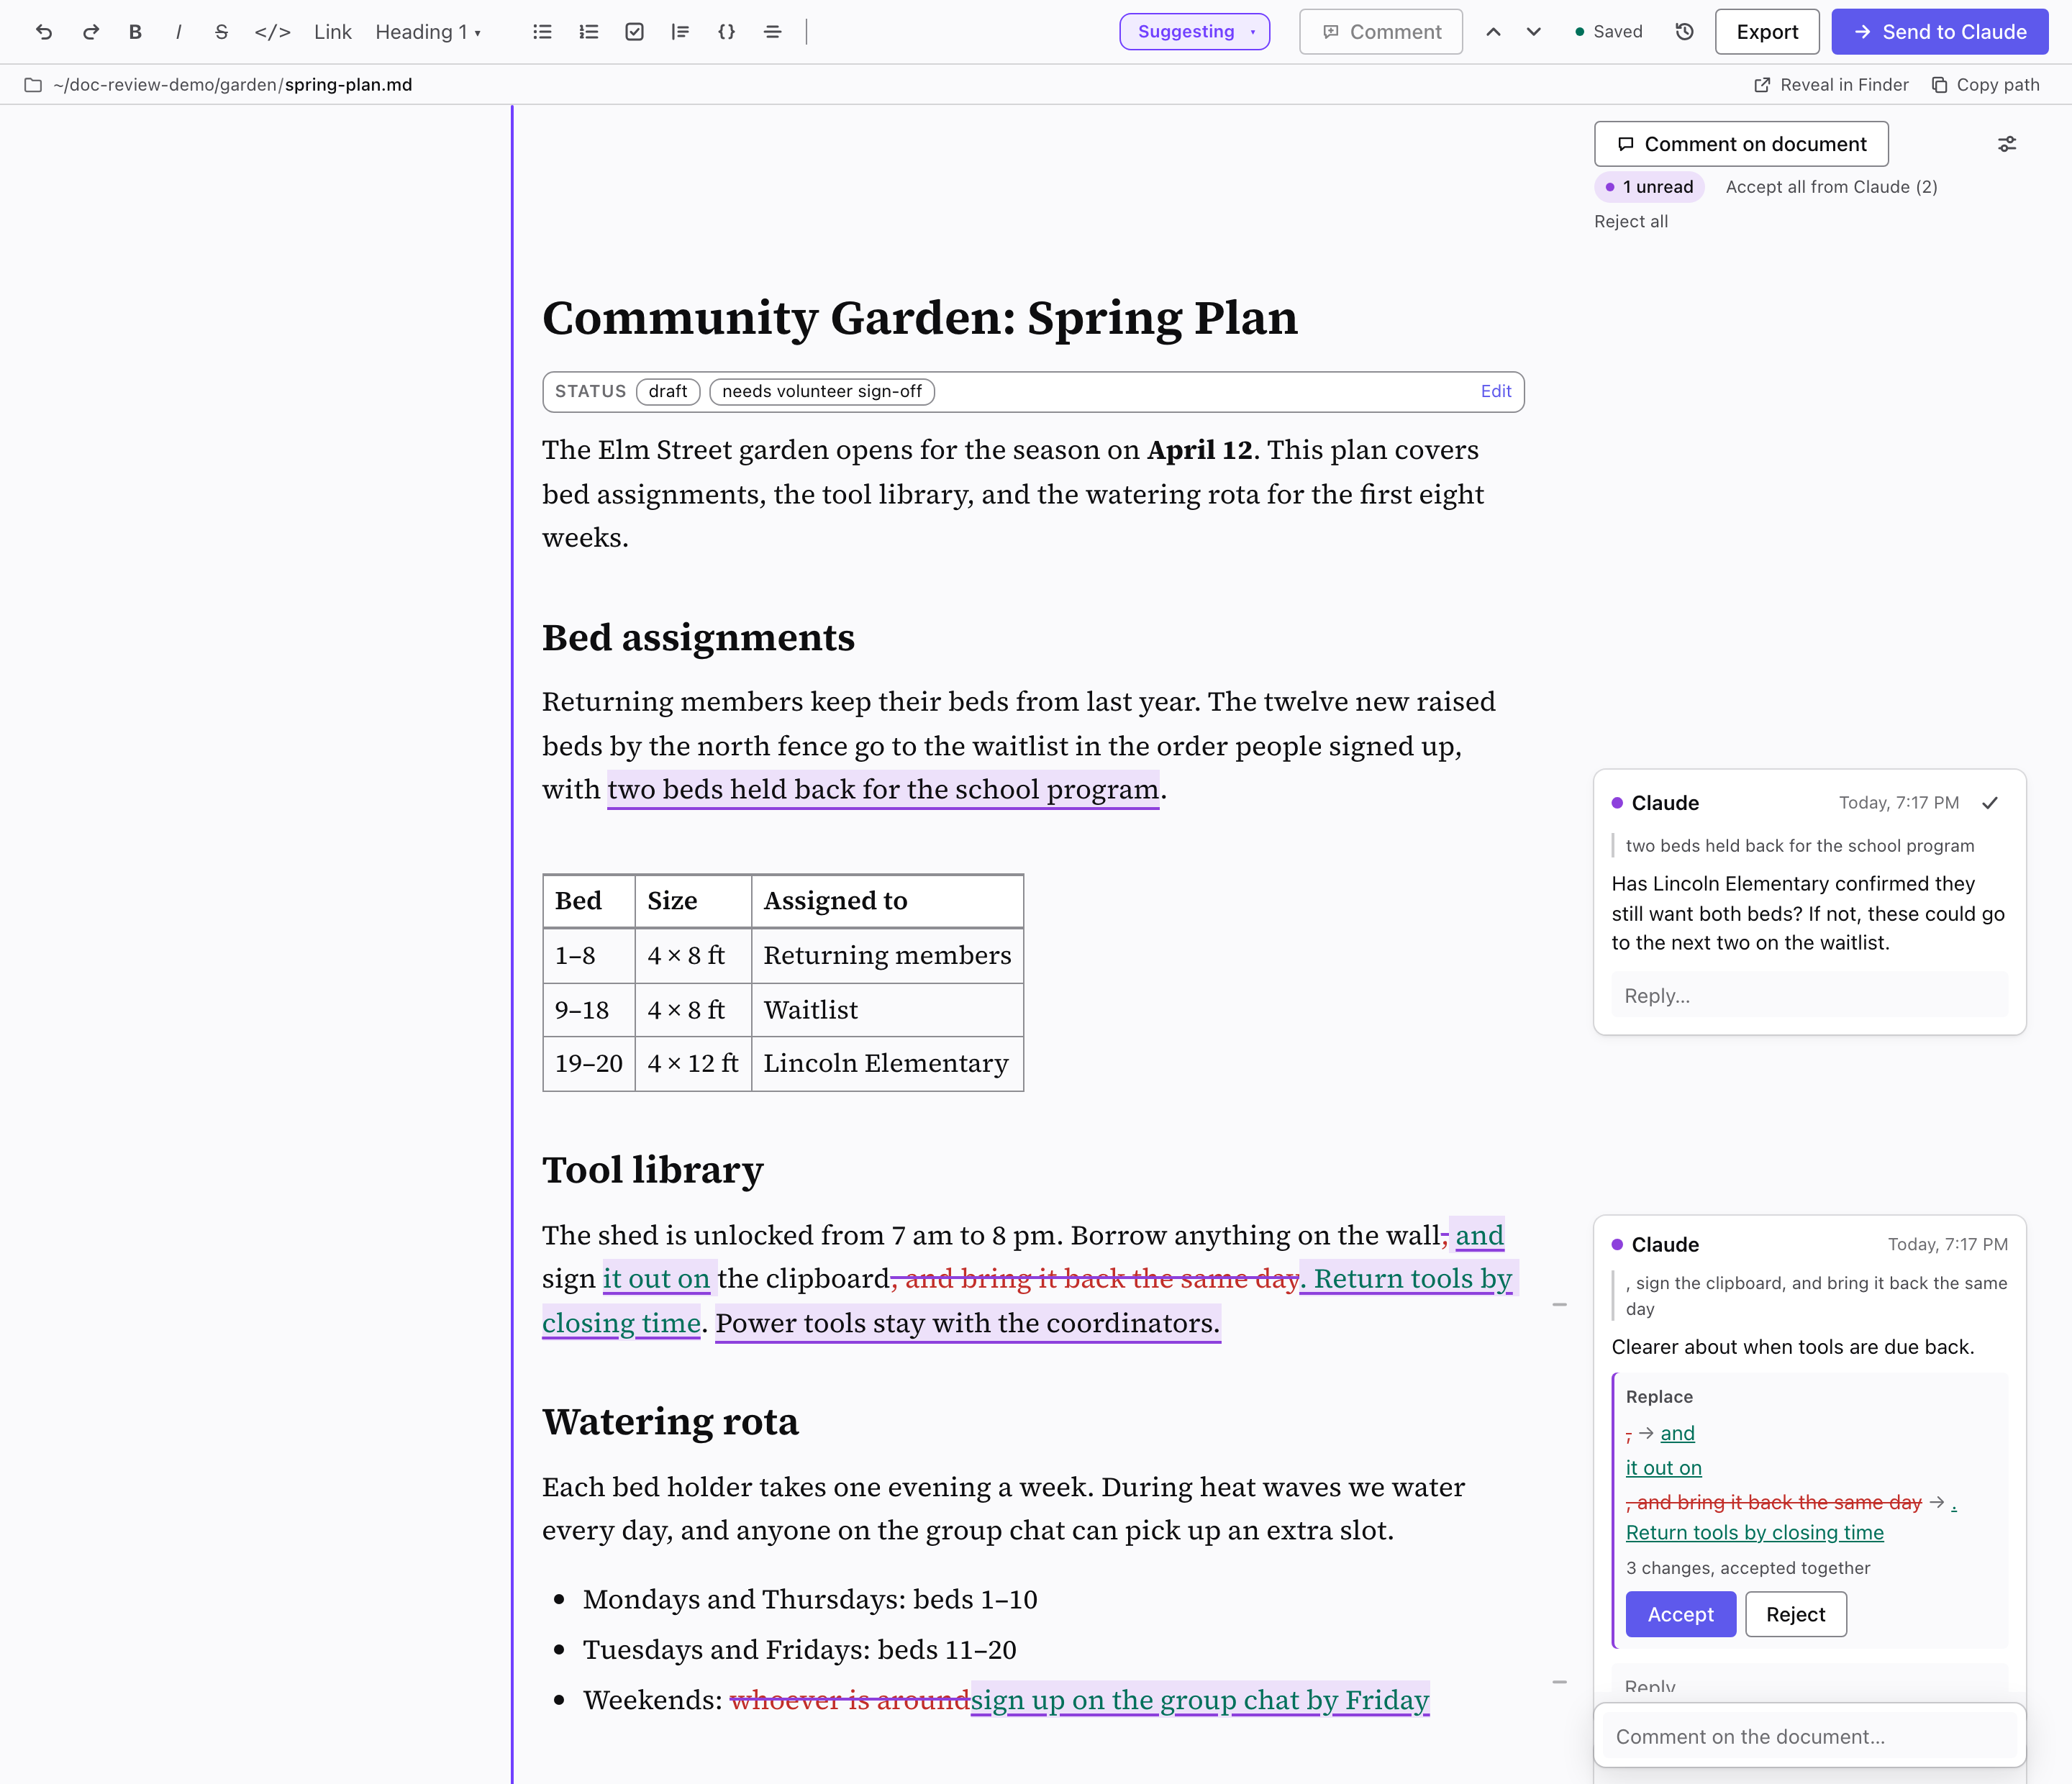 B I S </> Link Heading 1 {} Suggesting Comment Saved Export Send to Claude
~/doc-review-demo/garden/spring-plan.md Reveal in Finder Copy path
Comment on document
1 unread Accept all from Claude (2)
Reject all
Community Garden: Spring Plan
STATUS draft needs volunteer sign-off Edit
The Elm Street garden opens for the season on April 12. This plan covers
bed assignments, the tool library, and the watering rota for the first eight
weeks.
Bed assignments
Returning members keep their beds from last year. The twelve new raised
beds by the north fence go to the waitlist in the order people signed up,
with two beds held back for the school program.
Bed Size Assigned to
1–8 4 × 8 ft Returning members
9–18 4 × 8 ft Waitlist
19–20 4 × 12 ft Lincoln Elementary
Tool library
The shed is unlocked from 7 am to 8 pm. Borrow anything on the wall, and
sign it out on the clipboard, and bring it back the same day. Return tools by
closing time. Power tools stay with the coordinators.
Watering rota
Each bed holder takes one evening a week. During heat waves we water
every day, and anyone on the group chat can pick up an extra slot.
• Mondays and Thursdays: beds 1–10
• Tuesdays and Fridays: beds 11–20
• Weekends: whoever is aroundsign up on the group chat by Friday
Claude Today, 7:17 PM
two beds held back for the school program
Has Lincoln Elementary confirmed they
still want both beds? If not, these could go
to the next two on the waitlist.
Reply...
Claude Today, 7:17 PM
, sign the clipboard, and bring it back the same
day
Clearer about when tools are due back.
Replace
, → and
it out on
, and bring it back the same day → .
Return tools by closing time
3 changes, accepted together
Accept Reject
Reply
Comment on the document...